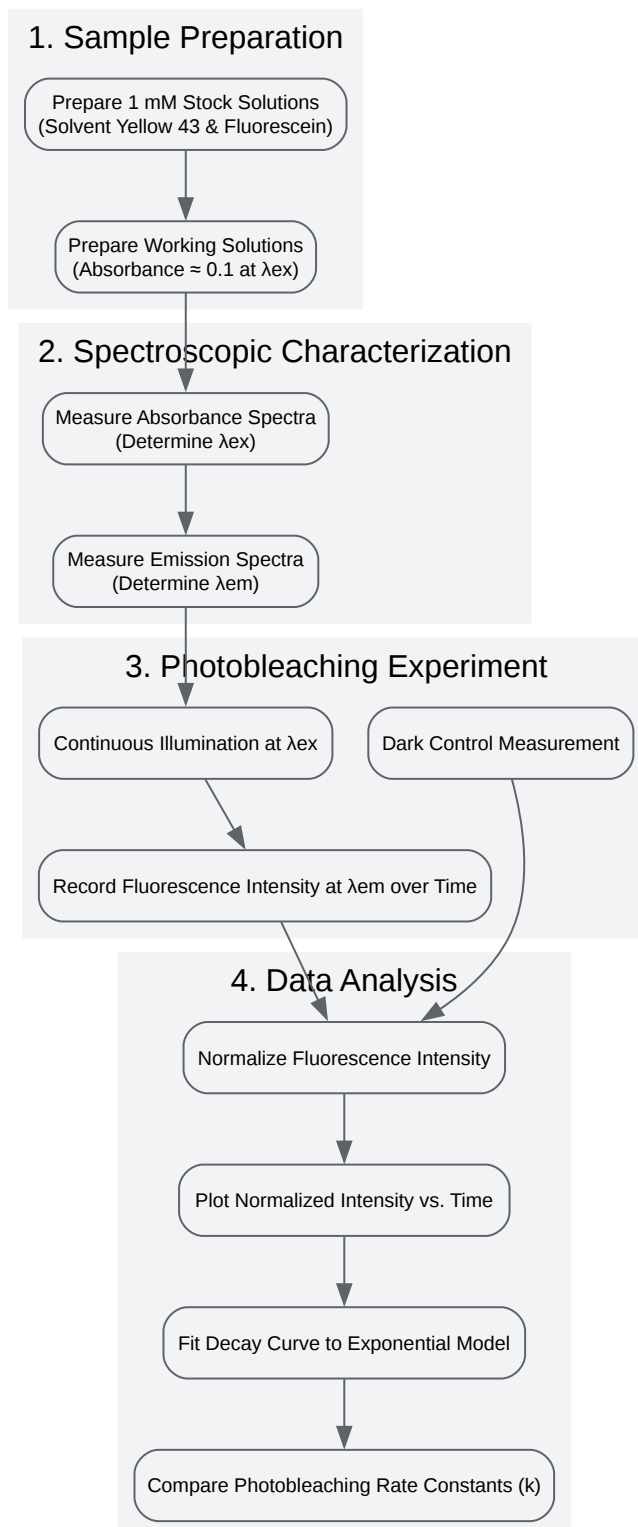 1. Sample Preparation
Prepare 1 mM Stock Solutions
(Solvent Yellow 43 & Fluorescein)
Prepare Working Solutions
(Absorbance ≈ 0.1 at λex)
2. Spectroscopic Characterization
Measure Absorbance Spectra
(Determine λex)
Measure Emission Spectra
(Determine λem)
3. Photobleaching Experiment
Continuous Illumination at λex
Dark Control Measurement
Record Fluorescence Intensity at λem over Time
4. Data Analysis
Normalize Fluorescence Intensity
Plot Normalized Intensity vs. Time
Fit Decay Curve to Exponential Model
Compare Photobleaching Rate Constants (k)